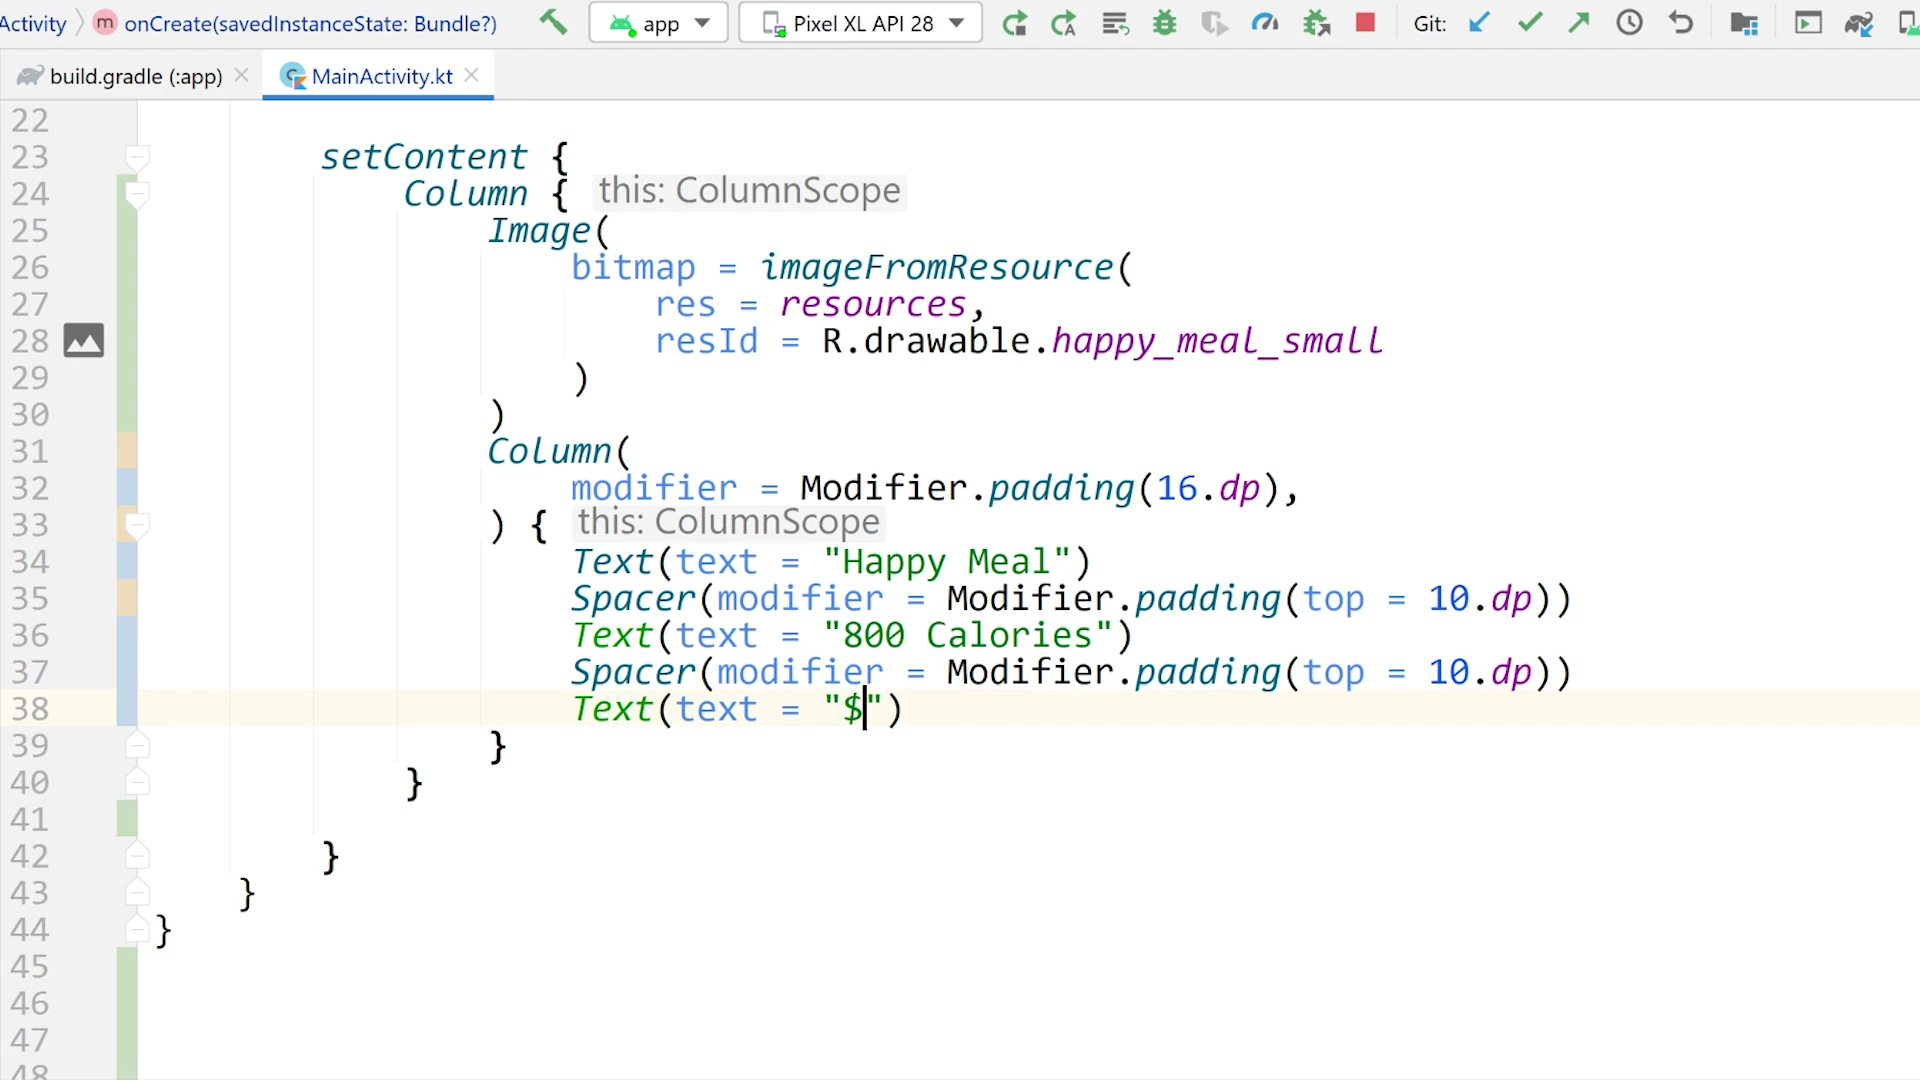 Activity onCreate(savedInstanceState: Bundle?) app Pixel XL API 28 Git:
build.gradle (:app) MainActivity.kt
22
23 setContent {
24 Column { this: ColumnScope
25 Image(
26 bitmap = imageFromResource(
27 res = resources,
28 resId = R.drawable.happy_meal_small
29 )
30 )
31 Column(
32 modifier = Modifier.padding(16.dp),
33 ) { this: ColumnScope
34 Text(text = "Happy Meal")
35 Spacer(modifier = Modifier.padding(top = 10.dp))
36 Text(text = "800 Calories")
37 Spacer(modifier = Modifier.padding(top = 10.dp))
38 Text(text = "$")
39 }
40 }
41
42 }
43 }
44 }
45
46
47
48